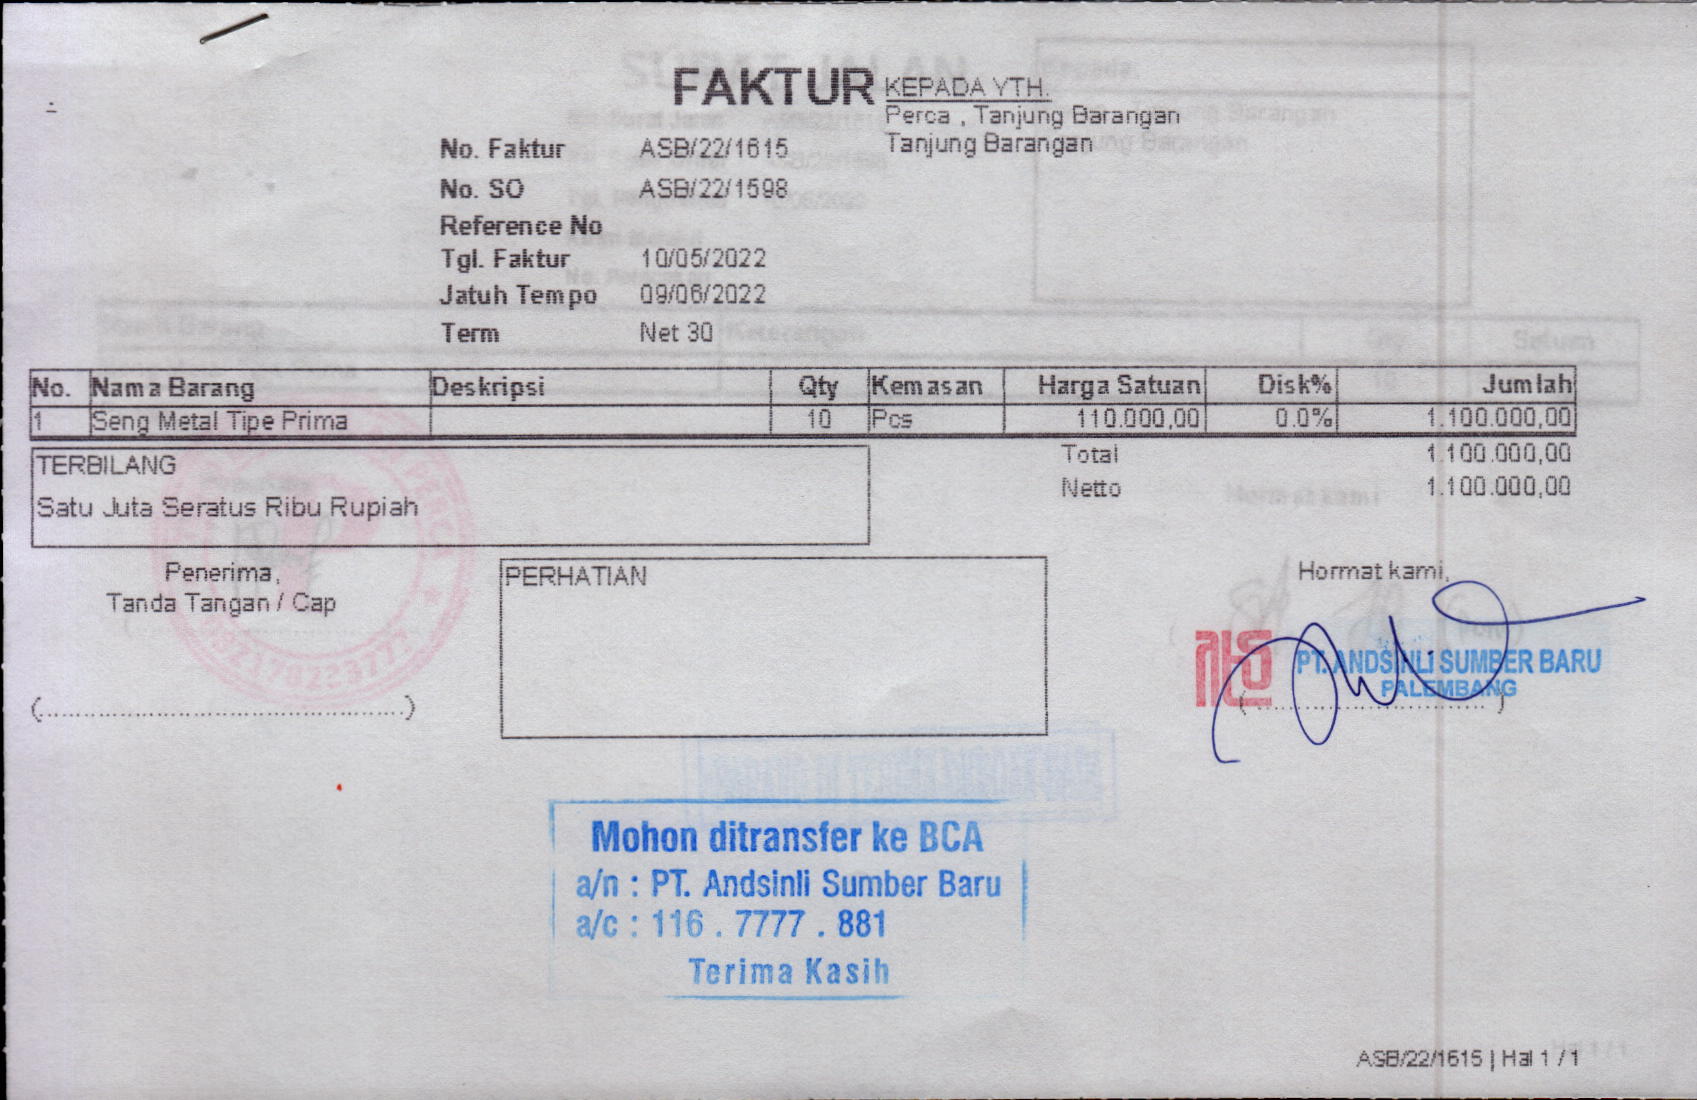 FAKTUR
KEPADA YTH.
Perca , Tanjung Barangan
Tanjung Barangan
No. Faktur ASB/22/1615
No. SO ASB/22/1598
Reference No
Tgl. Faktur 10/05/2022
Jatuh Tempo 09/06/2022
Term Net 30
No. Nama Barang Deskripsi Qty Kemasan Harga Satuan Disk% Jumlah
1 Seng Metal Tipe Prima 10 Pcs 110.000,00 0.0% 1.100.000,00
Total 1.100.000,00
Netto 1.100.000,00
TERBILANG
Satu Juta Seratus Ribu Rupiah
Penerima,
Tanda Tangan / Cap
(................................................)
PERHATIAN
Hormat kami,
PT. ANDSINLI SUMBER BARU
PALEMBANG
(..............................)
Mohon ditransfer ke BCA
a/n : PT. Andsinli Sumber Baru
a/c : 116 . 7777 . 881
Terima Kasih
ASB/22/1615 | Hal 1 / 1